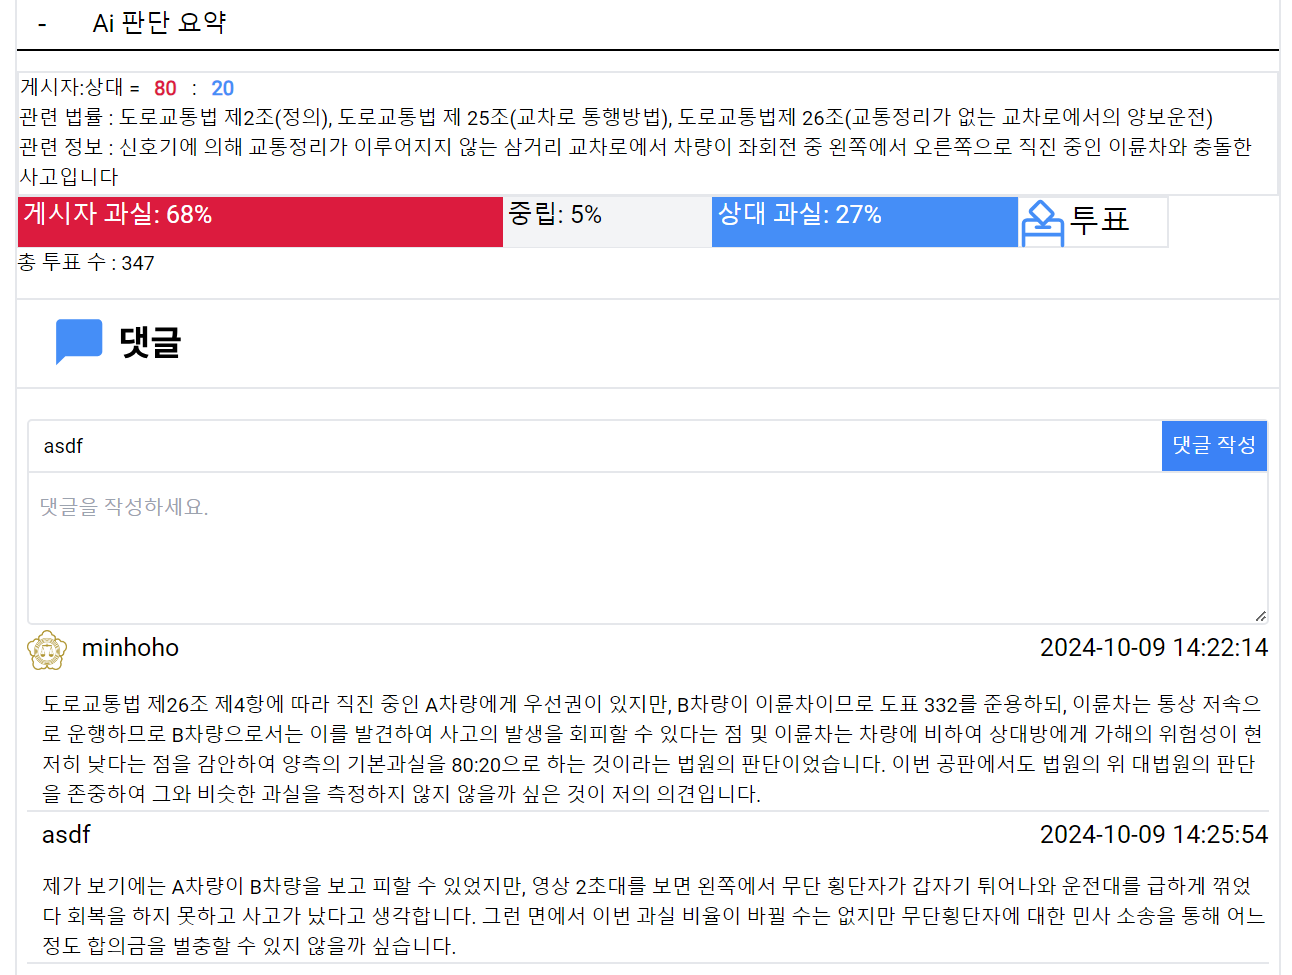 - Ai 판단 요약
게시자:상대 = 80 : 20
관련 법률 : 도로교통법 제2조(정의), 도로교통법 제 25조(교차로 통행방법), 도로교통법제 26조(교통정리가 없는 교차로에서의 양보운전)
관련 정보 : 신호기에 의해 교통정리가 이루어지지 않는 삼거리 교차로에서 차량이 좌회전 중 왼쪽에서 오른쪽으로 직진 중인 이륜차와 충돌한
사고입니다
게시자 과실: 68% 중립: 5% 상대 과실: 27% 투표
총 투표 수 : 347
댓글
asdf 댓글 작성
댓글을 작성하세요.
minhoho 2024-10-09 14:22:14
도로교통법 제26조 제4항에 따라 직진 중인 A차량에게 우선권이 있지만, B차량이 이륜차이므로 도표 332를 준용하되, 이륜차는 통상 저속으
로 운행하므로 B차량으로서는 이를 발견하여 사고의 발생을 회피할 수 있다는 점 및 이륜차는 차량에 비하여 상대방에게 가해의 위험성이 현
저히 낮다는 점을 감안하여 양측의 기본과실을 80:20으로 하는 것이라는 법원의 판단이었습니다. 이번 공판에서도 법원의 위 대법원의 판단
을 존중하여 그와 비슷한 과실을 측정하지 않지 않을까 싶은 것이 저의 의견입니다.
asdf 2024-10-09 14:25:54
제가 보기에는 A차량이 B차량을 보고 피할 수 있었지만, 영상 2초대를 보면 왼쪽에서 무단 횡단자가 갑자기 튀어나와 운전대를 급하게 꺾었
다 회복을 하지 못하고 사고가 났다고 생각합니다. 그런 면에서 이번 과실 비율이 바뀔 수는 없지만 무단횡단자에 대한 민사 소송을 통해 어느
정도 합의금을 벌충할 수 있지 않을까 싶습니다.